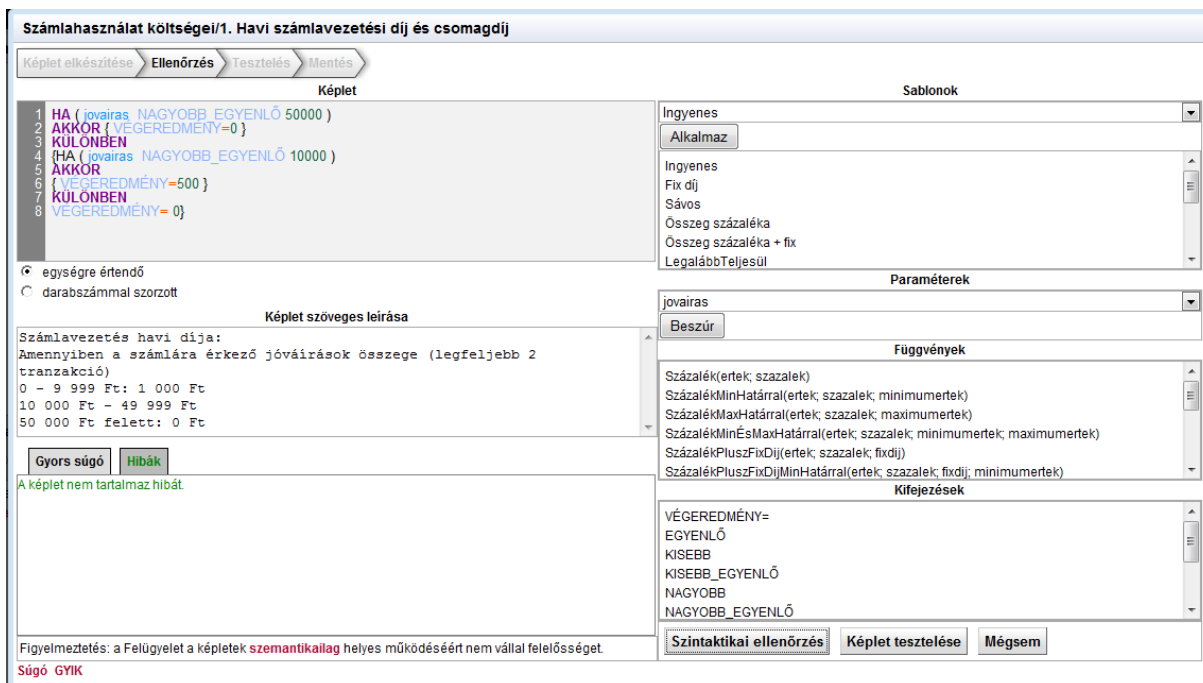 Számlahasználat költségei/1. Havi számlavezetési díj és csomagdíj
Képlet elkészítése
Ellenőrzés
Tesztelés
Mentés
Képlet
1 HA ( jovairas NAGYOBB_EGYENLŐ 50000 )
2 AKKOR { VÉGEREDMÉNY=0 }
3 KÜLÖNBEN
4 {HA ( jovairas NAGYOBB_EGYENLŐ 10000 )
5 AKKOR
6 { VÉGEREDMÉNY=500 }
7 KÜLÖNBEN
8 VÉGEREDMÉNY= 0}
egységre értendő
darabszámmal szorzott
Képlet szöveges leírása
Számlavezetés havi díja:
Amennyiben a számlára érkező jóváírások összege (legfeljebb 2
tranzakció)
0 – 9 999 Ft: 1 000 Ft
10 000 Ft – 49 999 Ft
50 000 Ft felett: 0 Ft
Gyors súgó
Hibák
A képlet nem tartalmaz hibát.
Figyelmeztetés: a Felügyelet a képletek szemantikailag helyes működéséért nem vállal felelősséget.
Súgó GYIK
Sablonok
Ingyenes
Alkalmaz
Ingyenes
Fix díj
Sávos
Összeg százaléka
Összeg százaléka + fix
LegalábbTeljesül
Paraméterek
jovairas
Beszúr
Függvények
Százalék(ertek; szazalek)
SzázalékMinHatárral(ertek; szazalek; minimumertek)
SzázalékMaxHatárral(ertek; szazalek; maximumertek)
SzázalékMinÉsMaxHatárral(ertek; szazalek; minimumertek; maximumertek)
SzázalékPluszFixDij(ertek; szazalek; fixdij)
SzázalékPluszFixDijMinHatárral(ertek; szazalek; fixdij; minimumertek)
Kifejezések
VÉGEREDMÉNY=
EGYENLŐ
KISEBB
KISEBB_EGYENLŐ
NAGYOBB
NAGYOBB_EGYENLŐ
Szintaktikai ellenőrzés
Képlet tesztelése
Mégsem